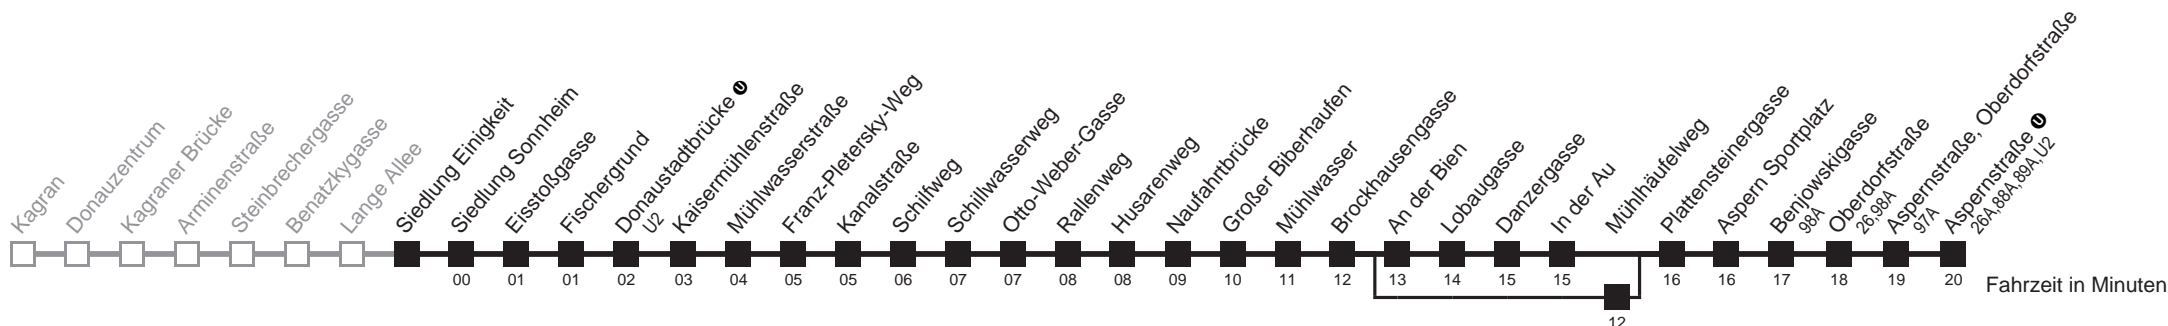 Kagran
Donauzentrum
Kagraner Brücke
Arminenstraße
Steinbrechergasse
Benatzkygasse
Lange Allee
Siedlung Einigkeit
Siedlung Sonnheim
00
Eisstoßgasse
01
Fischergrund
01
Donaustadtbrücke U
U2
02
Kaisermühlenstraße
03
Mühlwasserstraße
04
Franz-Pletersky-Weg
05
Kanalstraße
05
Schilfweg
06
Schillwasserweg
07
Otto-Weber-Gasse
07
Rallenweg
08
Husarenweg
08
Naufahrtbrücke
09
Großer Biberhaufen
10
Mühlwasser
11
Brockhausengasse
12
An der Bien
13
Lobaugasse
14
Danzergasse
15
In der Au
15
Mühlhäufelweg
12
Plattensteinergasse
16
Aspern Sportplatz
16
Benjowskigasse
98A
17
Oberdorfstraße
26,98A
18
Aspernstraße, Oberdorfstraße
97A
19
Aspernstraße U
26A,88A,89A,U2
20
Fahrzeit in Minuten